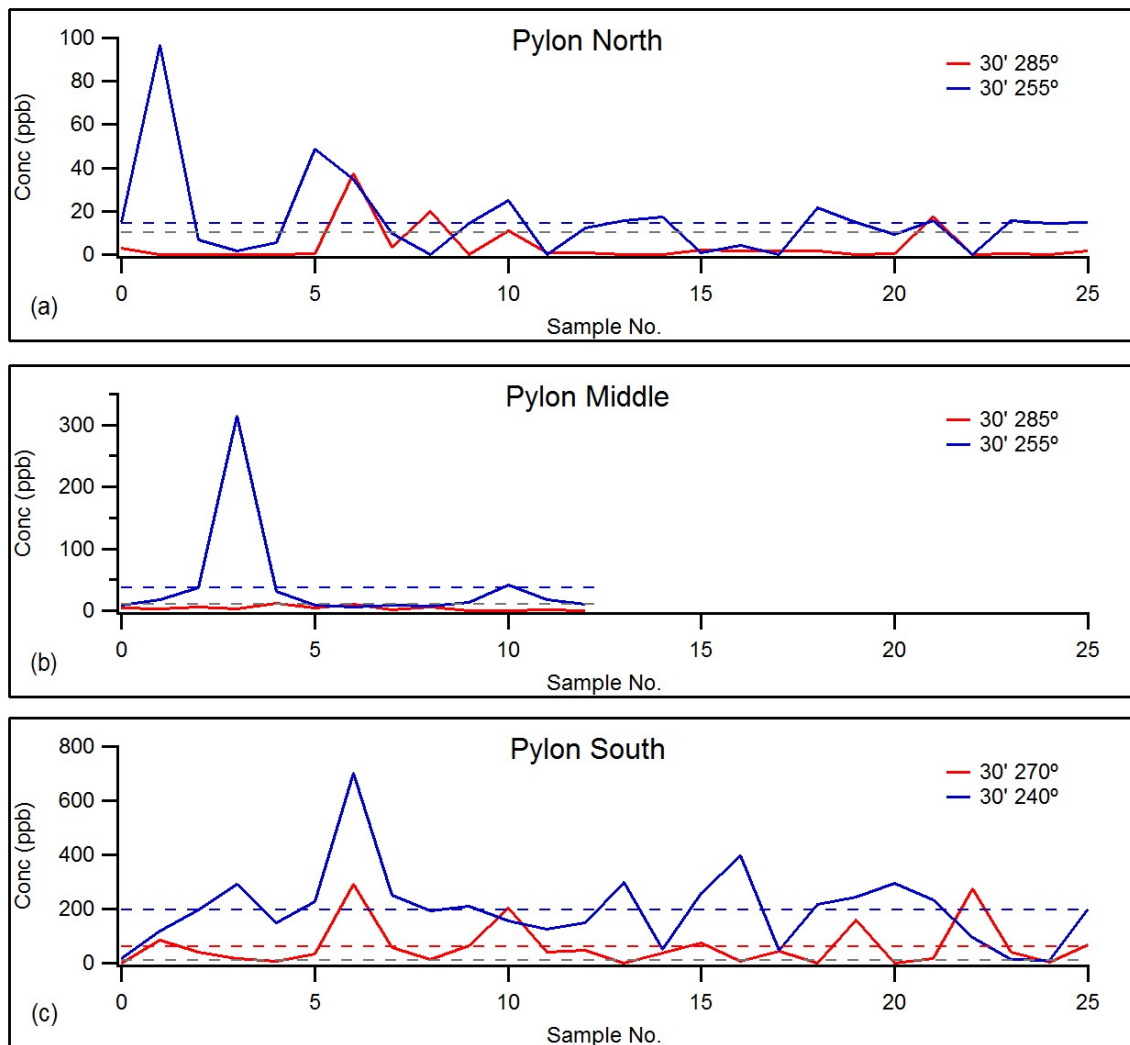 Pylon North
30' 285º
30' 255º
Conc (ppb)
100
80
60
40
20
0
0 5 10 15 20 25
Sample No.
(a)
Pylon Middle
30' 285º
30' 255º
Conc (ppb)
300
200
100
0
0 5 10 15 20 25
Sample No.
(b)
Pylon South
30' 270º
30' 240º
Conc (ppb)
800
600
400
200
0
0 5 10 15 20 25
Sample No.
(c)